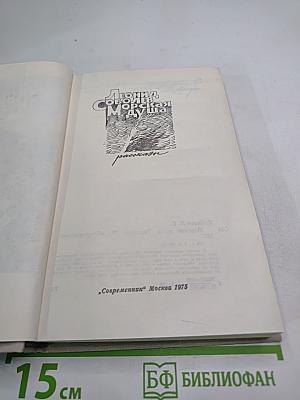 Леонид
Соболев
Морская
душа
рассказы
„Современник“ Москва 1975
15 см
БФ БИБЛИОФАН